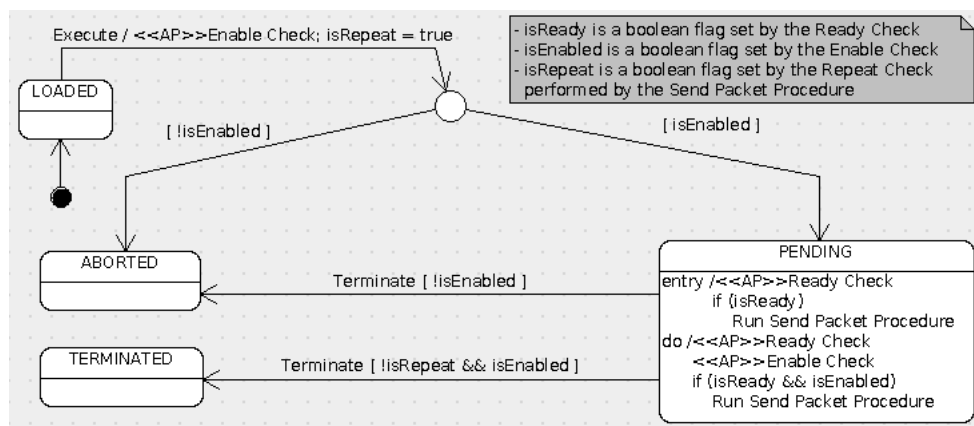 Execute / <<AP>>Enable Check; isRepeat = true
- isReady is a boolean flag set by the Ready Check
- isEnabled is a boolean flag set by the Enable Check
- isRepeat is a boolean flag set by the Repeat Check
performed by the Send Packet Procedure
LOADED
[ !isEnabled ]
[ isEnabled ]
ABORTED
Terminate [ !isEnabled ]
PENDING
entry /<<AP>>Ready Check
if (isReady)
Run Send Packet Procedure
do /<<AP>>Ready Check
<<AP>>Enable Check
if (isReady && isEnabled)
Run Send Packet Procedure
TERMINATED
Terminate [ !isRepeat && isEnabled ]